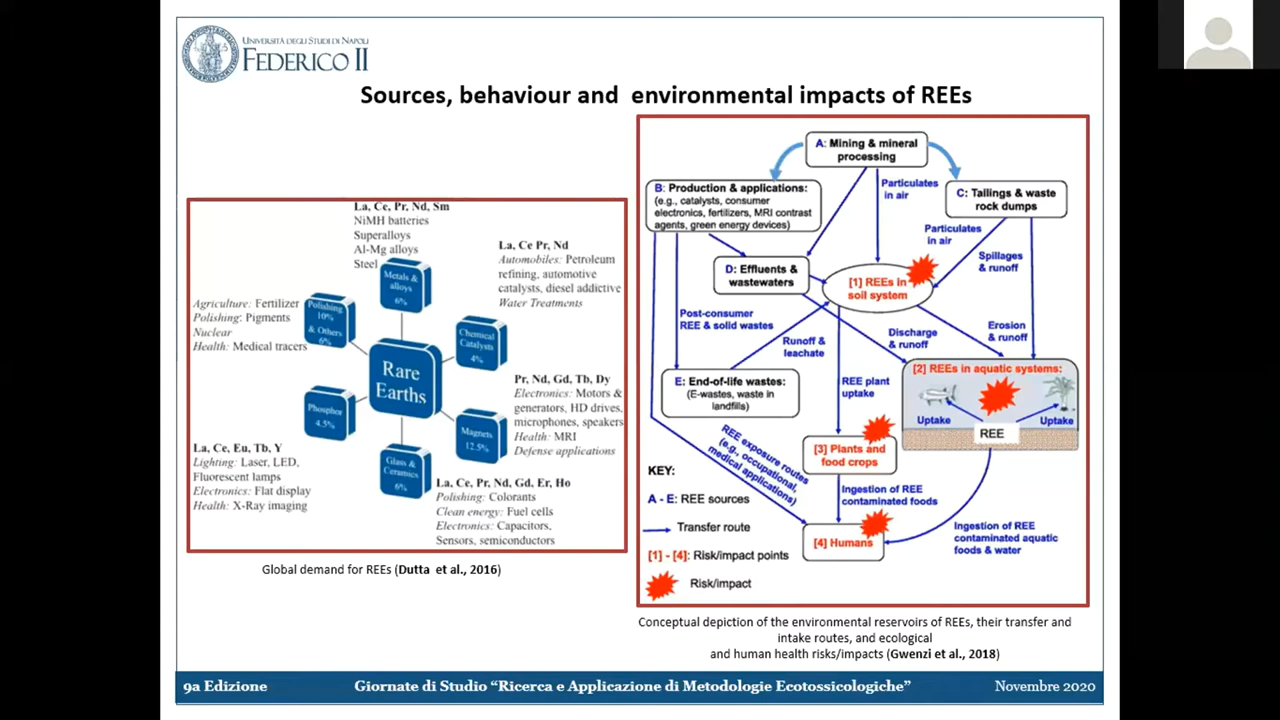 UNIVERSITÀ DEGLI STUDI DI NAPOLI
FEDERICO II
Sources, behaviour and environmental impacts of REEs
La, Ce, Pr, Nd, Sm
NiMH batteries
Superalloys
Al-Mg alloys
Steel
Metals &
alloys
6%
La, Ce Pr, Nd
Automobiles: Petroleum
refining, automotive
catalysts, diesel addictive
Water Treatments
Agriculture: Fertilizer
Polishing: Pigments
Nuclear
Health: Medical tracers
Polishing
10%
& Others
6%
Chemical
Catalysts
4%
Rare
Earths
Pr, Nd, Gd, Tb, Dy
Electronics: Motors &
generators, HD drives,
microphones, speakers
Health: MRI
Defense applications
Phosphor
4.5%
Magnets
12.5%
La, Ce, Eu, Tb, Y
Lighting: Laser, LED,
Fluorescent lamps
Electronics: Flat display
Health: X-Ray imaging
Glass &
Ceramics
6%
La, Ce, Pr, Nd, Gd, Er, Ho
Polishing: Colorants
Clean energy: Fuel cells
Electronics: Capacitors,
Sensors, semiconductors
Global demand for REEs (Dutta et al., 2016)
A: Mining & mineral
processing
B: Production & applications:
(e.g., catalysts, consumer
electronics, fertilizers, MRI contrast
agents, green energy devices)
Particulates
in air
C: Tailings & waste
rock dumps
Particulates
in air
Spillages
& runoff
D: Effluents &
wastewaters
[1] REEs in
soil system
Post-consumer
REE & solid wastes
Runoff &
leachate
Discharge &
runoff
Erosion
& runoff
E: End-of-life wastes:
(E-wastes, waste in
landfills)
REE plant
uptake
[2] REEs in aquatic systems:
Uptake
REE
Uptake
REE exposure routes
(e.g., occupational,
medical applications)
[3] Plants and
food crops
KEY:
A - E: REE sources
Transfer route
[1] - [4]: Risk/impact points
Risk/impact
Ingestion of REE
contaminated foods
[4] Humans
Ingestion of REE
contaminated aquatic
foods & water
Conceptual depiction of the environmental reservoirs of REEs, their transfer and
intake routes, and ecological
and human health risks/impacts (Gwenzi et al., 2018)
9a Edizione
Giornate di Studio “Ricerca e Applicazione di Metodologie Ecotossicologiche”
Novembre 2020